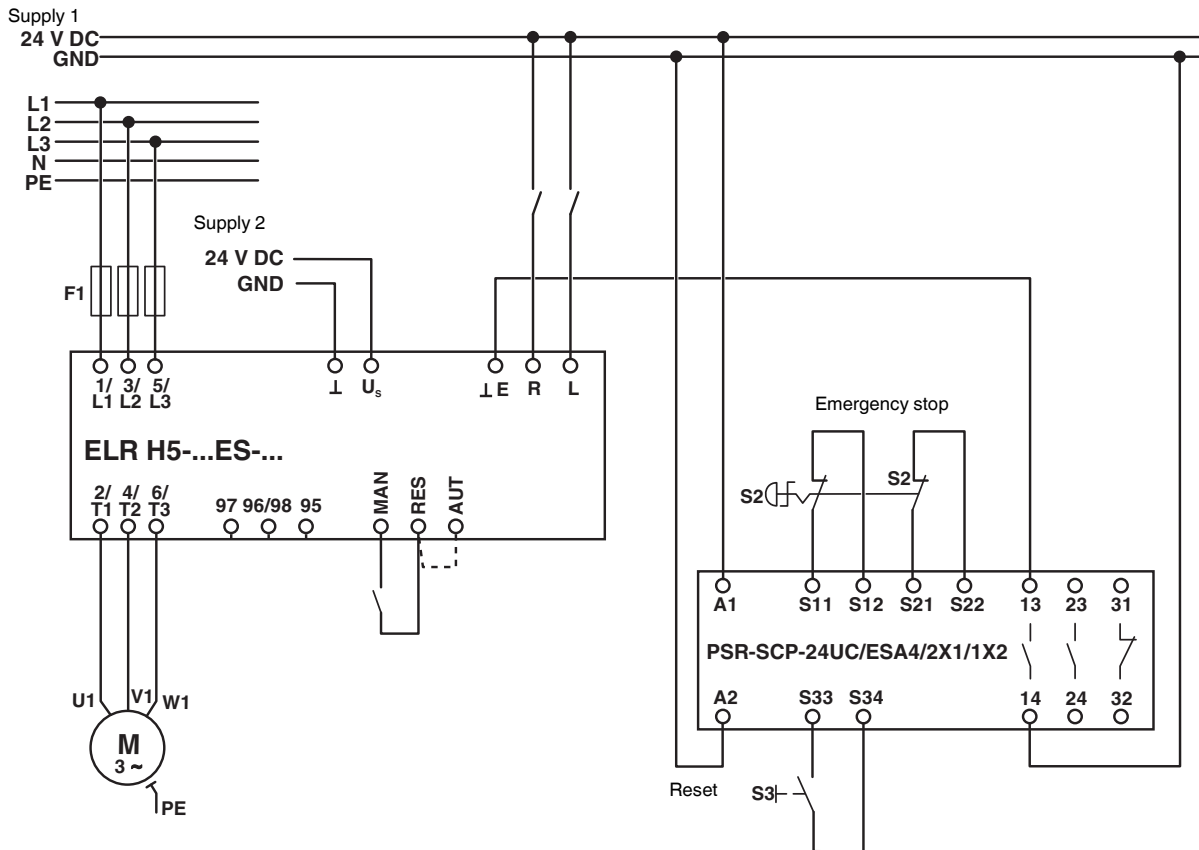 Supply 1
24 V DC
GND
L1
L2
L3
N
PE
Supply 2
24 V DC
GND
F1
1/ 3/ 5/
L1 L2 L3
⊥ Us ⊥ E R L
ELR H5-...ES-...
MAN RES AUT
2/ 4/ 6/
T1 T2 T3
97 96/98 95
Emergency stop
S2 S2
A1 S11 S12 S21 S22 13 23 31
PSR-SCP-24UC/ESA4/2X1/1X2
A2 S33 S34 14 24 32
U1 V1 W1
M
3 ~
PE
Reset
S3